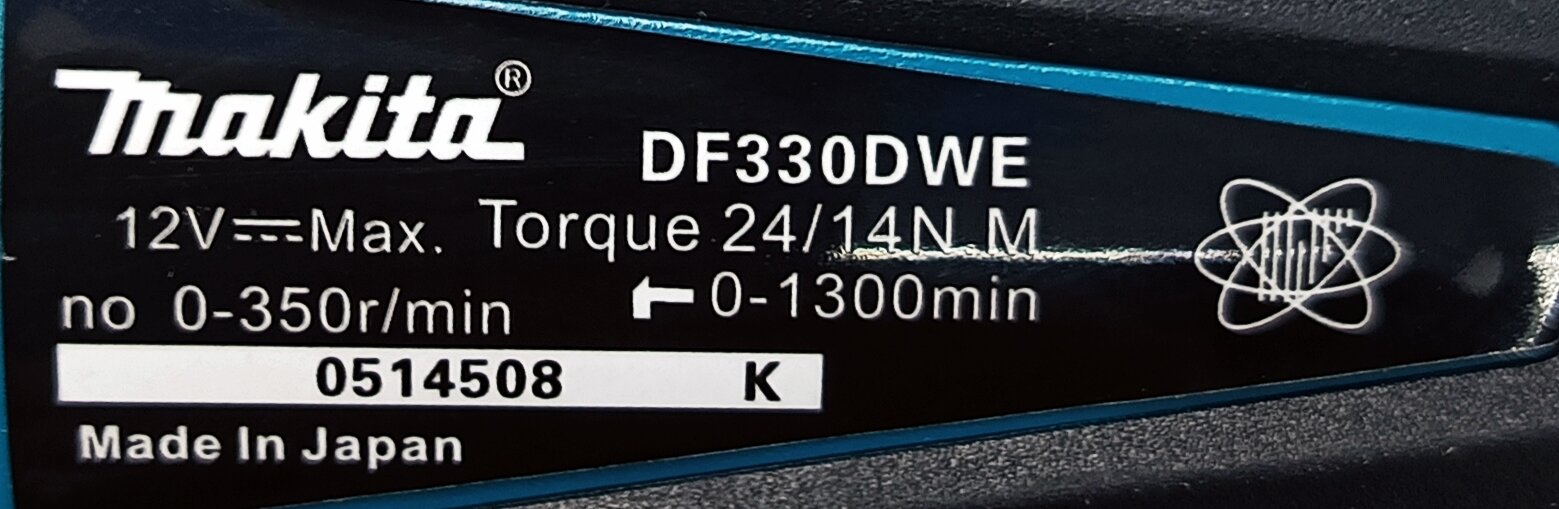 makita®
DF330DWE
12V⎓Max. Torque 24/14N M
no 0-350r/min 0-1300min
0514508 K
Made In Japan